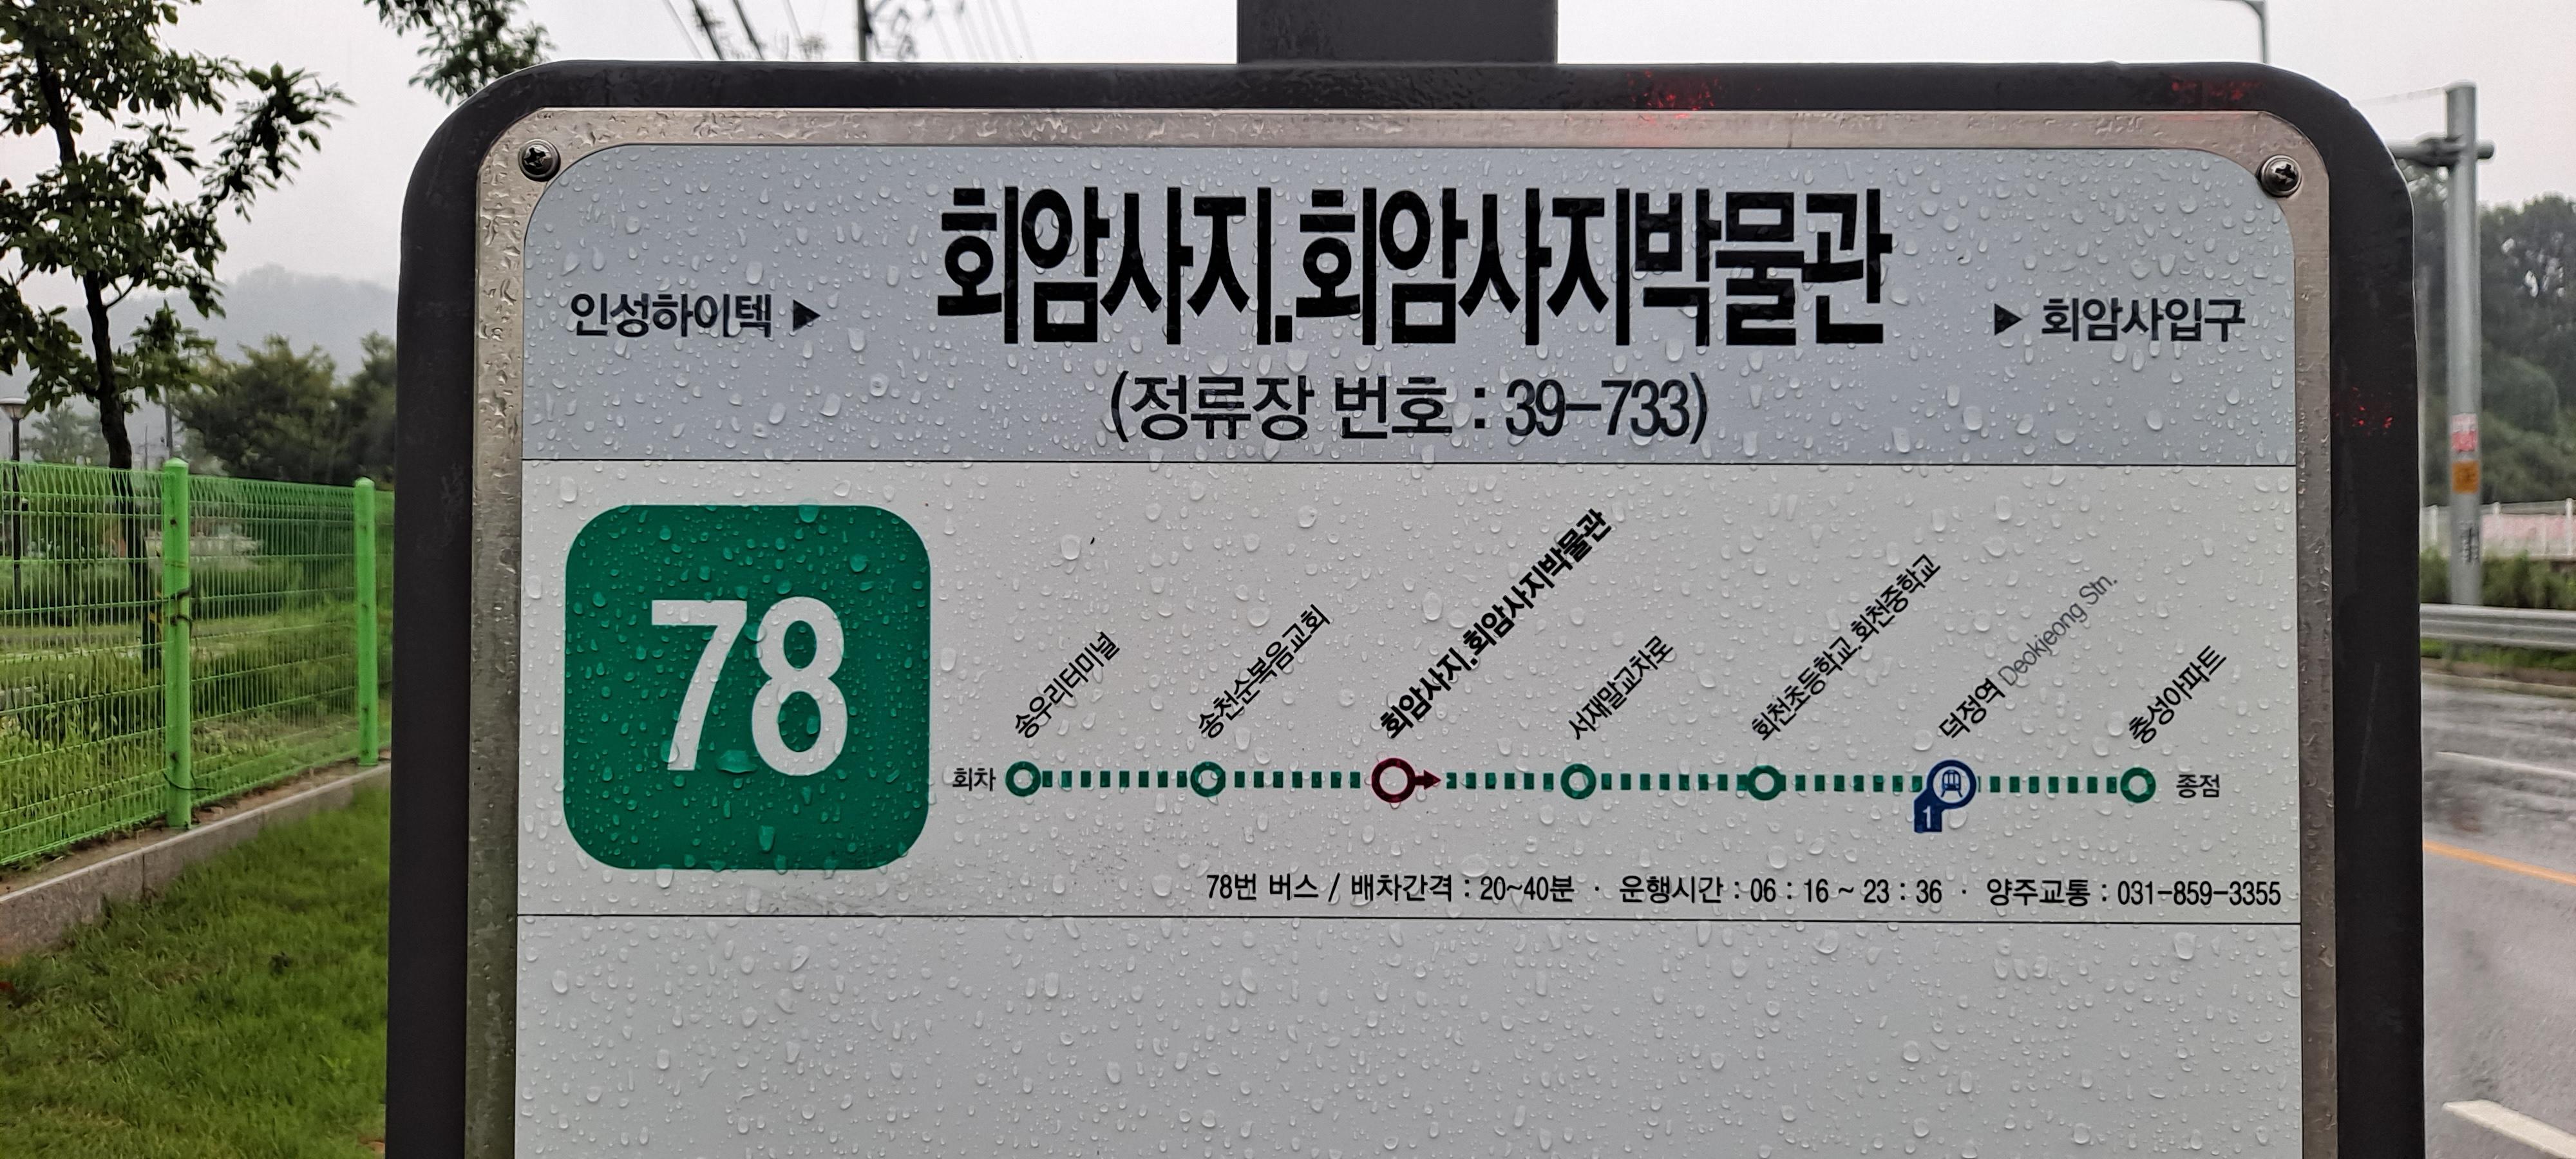 회암사지.회암사지박물관
인성하이텍 ▶
▶ 회암사입구
(정류장 번호 : 39-733)
78
송우리터미널
송천순복음교회
회암사지.회암사지박물관
서재말교차로
회천초등학교.회천중학교
덕정역 Deokjeong Stn.
충성아파트
회차
1
종점
78번 버스 / 배차간격 : 20~40분 · 운행시간 : 06 : 16 ~ 23 : 36 · 양주교통 : 031-859-3355